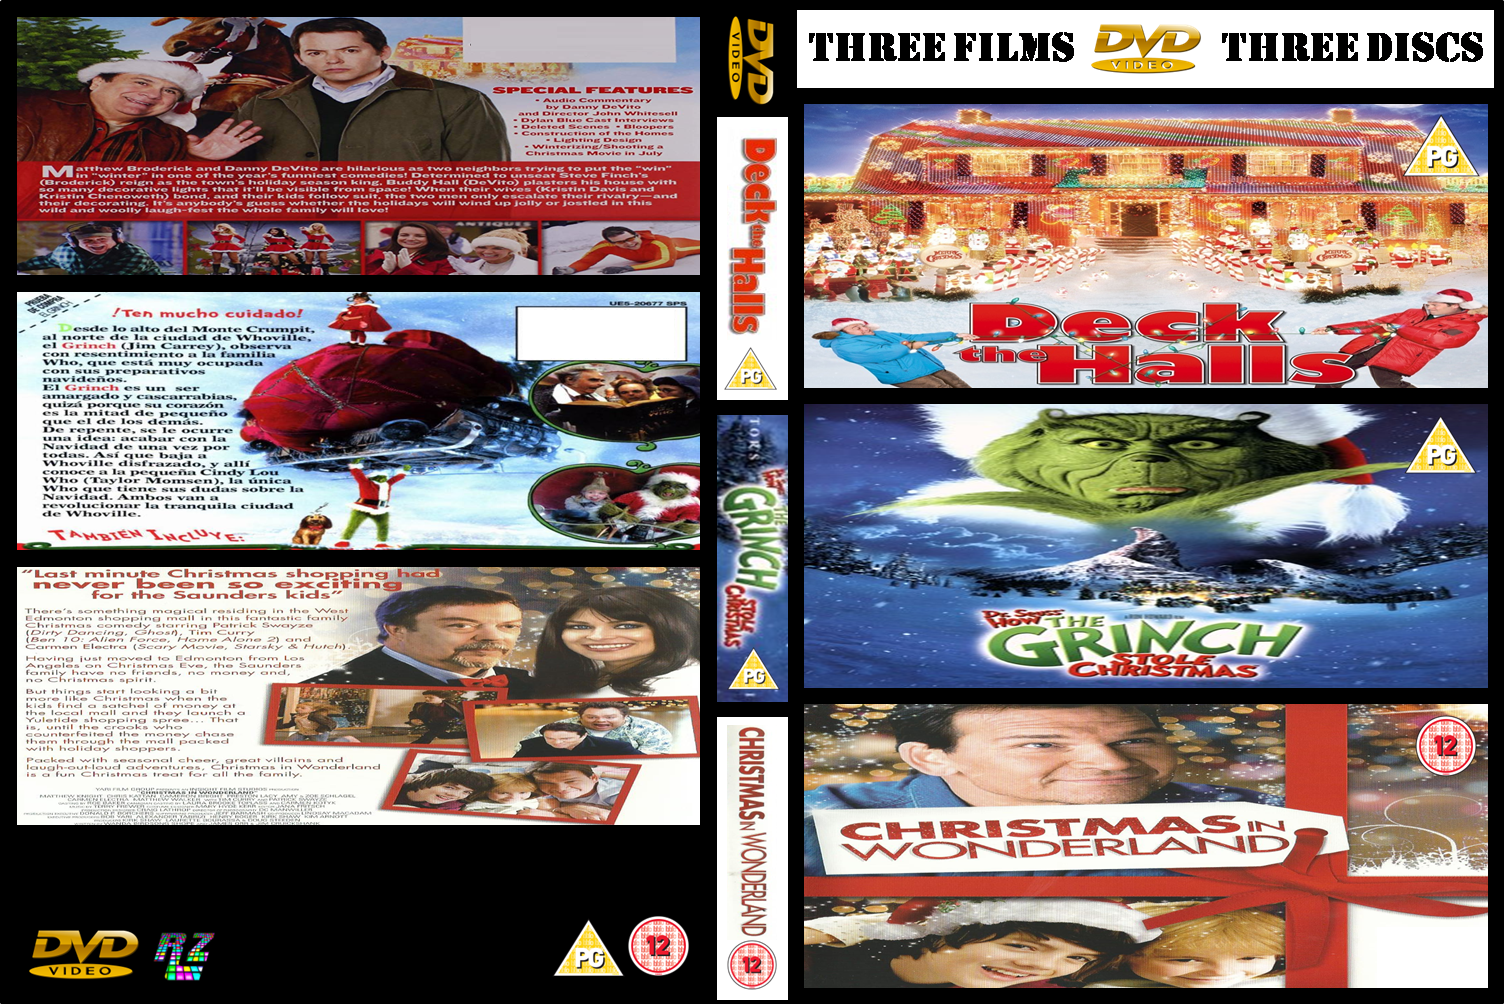 SPECIAL FEATURES
• Audio Commentary
by Danny DeVito
and Director John Whitesell
• Dylan Blue Cast Interviews
• Deleted Scenes • Bloopers
• Construction of the Homes
• Lighting Design
• Winterizing/Shooting a
Christmas Movie in July
Matthew Broderick and Danny DeVito are hilarious as two neighbors trying to put the “win”
in “winter” in one of the year's funniest comedies! Determined to unseat Steve Finch's
(Broderick) reign as the town's holiday season king, Buddy Hall (DeVito) plasters his house with
so many decorative lights that it'll be visible from space! When their wives (Kristin Davis and
Kristin Chenoweth) bond, and their kids follow suit, the two men only escalate their rivalry—and
their decorating. It's anybody's guess whether the holidays will wind up jolly or jostled in this
wild and woolly laugh-fest the whole family will love!
ANTIQUES
PRUEBA
DE COMPRA
EL GRINCH
UES-20677 SPS
¡Ten mucho cuidado!
Desde lo alto del Monte Crumpit,
al norte de la ciudad de Whoville,
el Grinch (Jim Carrey), observa
con resentimiento a la familia
Who, que está muy ocupada
con sus preparativos
navideños.
El Grinch es un ser
amargado y cascarrabias,
quizá porque su corazón
es la mitad de pequeño
que el de los demás.
De repente, se le ocurre
una idea: acabar con la
Navidad de una vez por
todas. Así que baja a
Whoville disfrazado, y allí
conoce a la pequeña Cindy Lou
Who (Taylor Momsen), la única
Who que tiene sus dudas sobre la
Navidad. Ambos van a
revolucionar la tranquila ciudad
de Whoville.
TAMBIÉN INCLUYE:
“Last minute Christmas shopping had
never been so exciting
for the Saunders kids”
There's something magical residing in the West
Edmonton shopping mall in this fantastic family
Christmas comedy starring Patrick Swayze
(Dirty Dancing, Ghost), Tim Curry
(Ben 10: Alien Force, Home Alone 2) and
Carmen Electra (Scary Movie, Starsky & Hutch).
Having just moved to Edmonton from Los
Angeles on Christmas Eve, the Saunders
family have no friends, no money and,
no Christmas spirit.
But things start looking a bit
more like Christmas when the
kids find a satchel of money at
the local mall and they launch a
Yuletide shopping spree... That
is, until the crooks who
counterfeited the money chase
them through the mall packed
with holiday shoppers.
Packed with seasonal cheer, great villains and
laugh-out-loud adventures, Christmas in Wonderland
is a fun Christmas treat for all the family.
"CHRISTMAS IN WONDERLAND"
DVD
VIDEO
PG
12
DVD
VIDEO
Deck the Halls
PG
THE
GRINCH
STOLE
CHRISTMAS
PG
CHRISTMAS IN WONDERLAND
12
THREE FILMS DVD VIDEO THREE DISCS
PG
Deck
the Halls
PG
Dr. Seuss'
HOW THE
GRINCH
STOLE
CHRISTMAS
12
CHRISTMAS IN
WONDERLAND